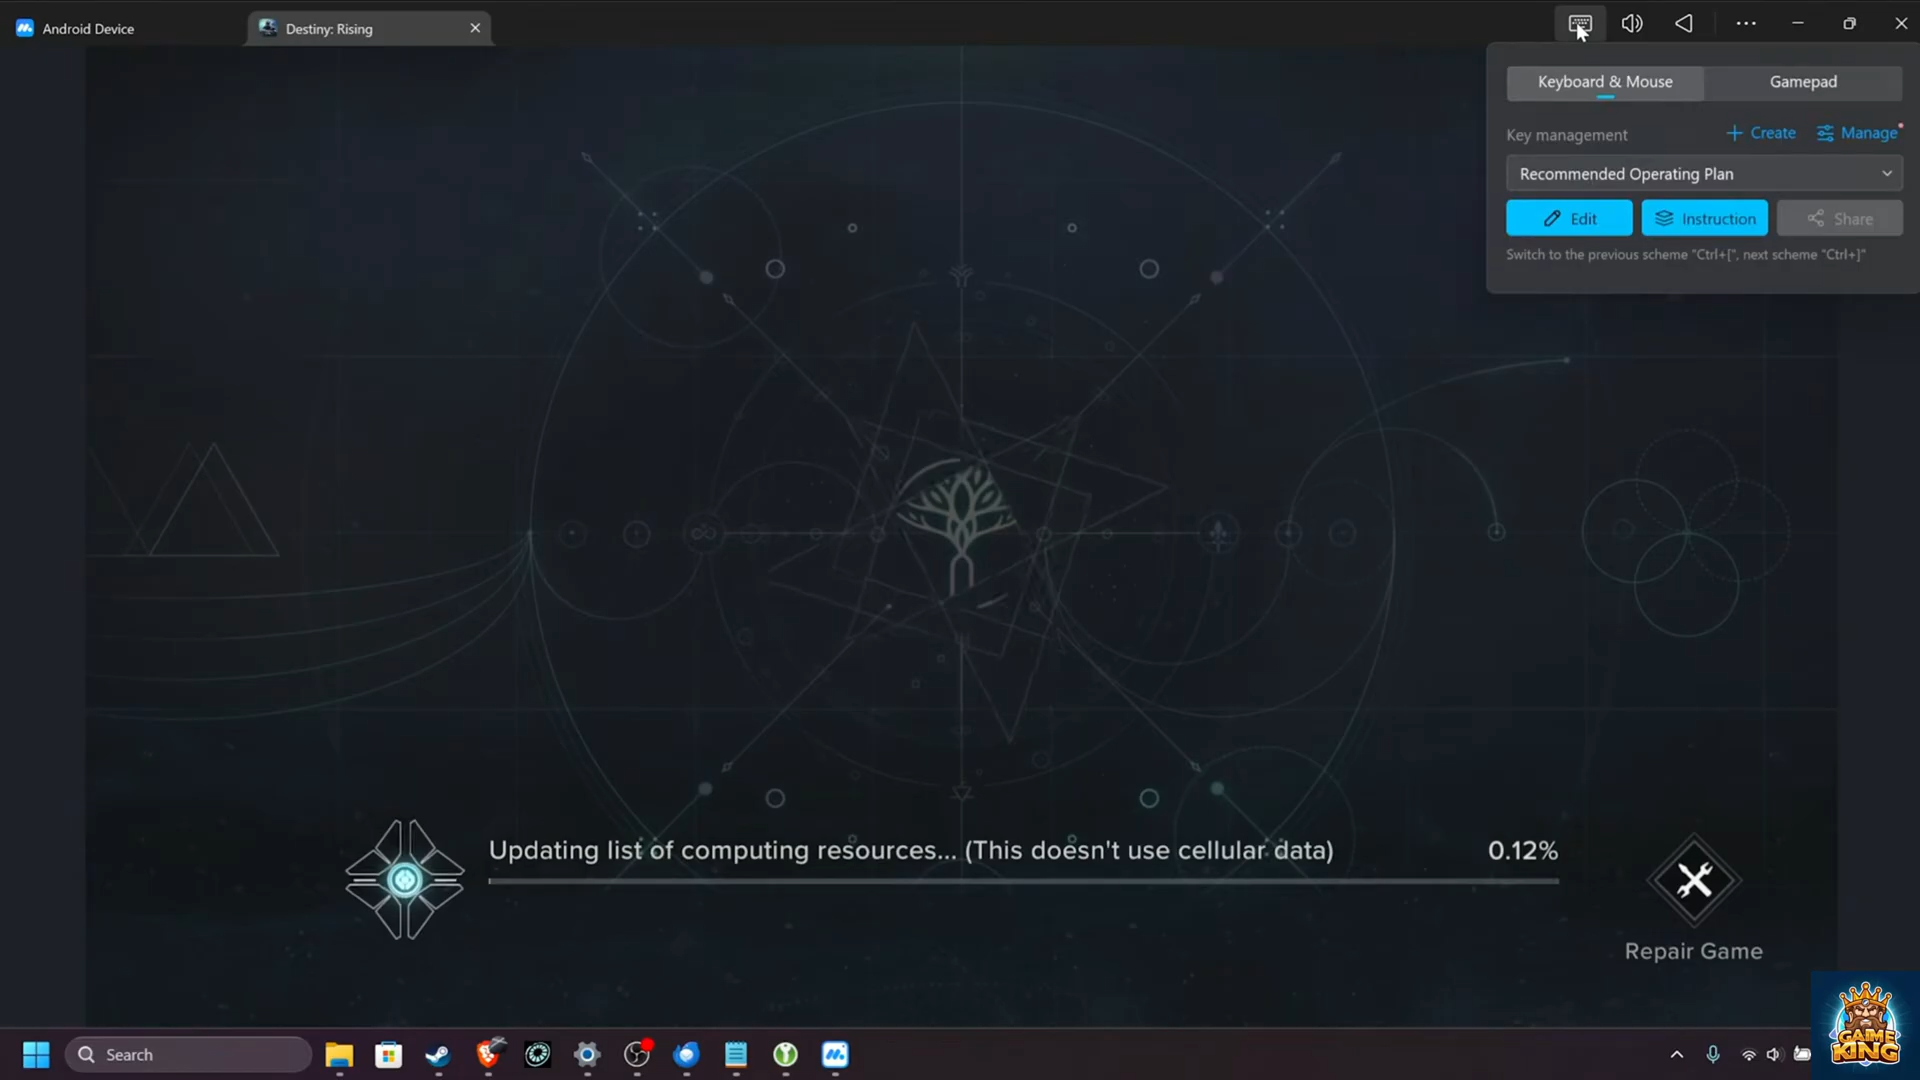 Android Device
Destiny: Rising
Keyboard & Mouse
Gamepad
Key management
Create
Manage
Recommended Operating Plan
Edit
Instruction
Share
Switch to the previous scheme "Ctrl+[", next scheme "Ctrl+]"
Updating list of computing resources... (This doesn't use cellular data)
0.12%
Repair Game
Search
GAME
KING